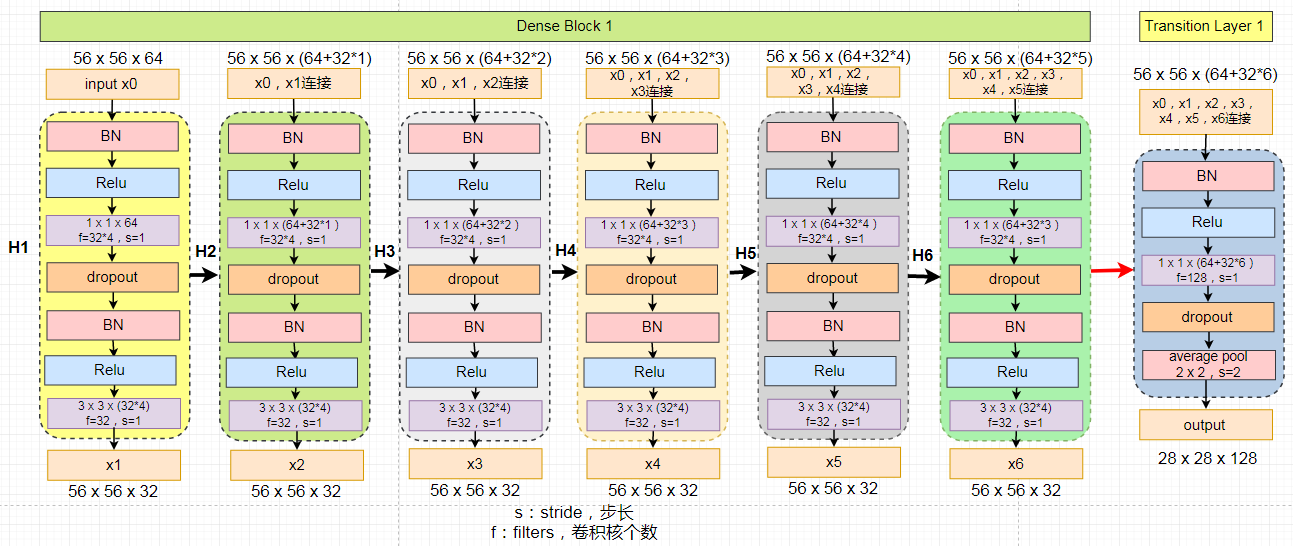 Dense Block 1
Transition Layer 1
56 x 56 x 64
input x0
H1
BN
Relu
1 x 1 x 64
f=32*4，s=1
dropout
BN
Relu
3 x 3 x (32*4)
f=32，s=1
x1
56 x 56 x 32
56 x 56 x (64+32*1)
x0，x1连接
H2
BN
Relu
1 x 1 x (64+32*1 )
f=32*4，s=1
dropout
BN
Relu
3 x 3 x (32*4)
f=32，s=1
x2
56 x 56 x 32
56 x 56 x (64+32*2)
x0，x1，x2连接
H3
BN
Relu
1 x 1 x (64+32*2 )
f=32*4，s=1
dropout
BN
Relu
3 x 3 x (32*4)
f=32，s=1
x3
56 x 56 x 32
56 x 56 x (64+32*3)
x0，x1，x2，
x3连接
H4
BN
Relu
1 x 1 x (64+32*3 )
f=32*4，s=1
dropout
BN
Relu
3 x 3 x (32*4)
f=32，s=1
x4
56 x 56 x 32
56 x 56 x (64+32*4)
x0，x1，x2，
x3，x4连接
H5
BN
Relu
1 x 1 x (64+32*4 )
f=32*4，s=1
dropout
BN
Relu
3 x 3 x (32*4)
f=32，s=1
x5
56 x 56 x 32
56 x 56 x (64+32*5)
x0，x1，x2，x3，
x4，x5连接
H6
BN
Relu
1 x 1 x (64+32*3 )
f=32*4，s=1
dropout
BN
Relu
3 x 3 x (32*4)
f=32，s=1
x6
56 x 56 x 32
56 x 56 x (64+32*6)
x0，x1，x2，x3，
x4，x5，x6连接
BN
Relu
1 x 1 x (64+32*6 )
f=128，s=1
dropout
average pool
2 x 2，s=2
output
28 x 28 x 128
s：stride，步长
f：filters，卷积核个数